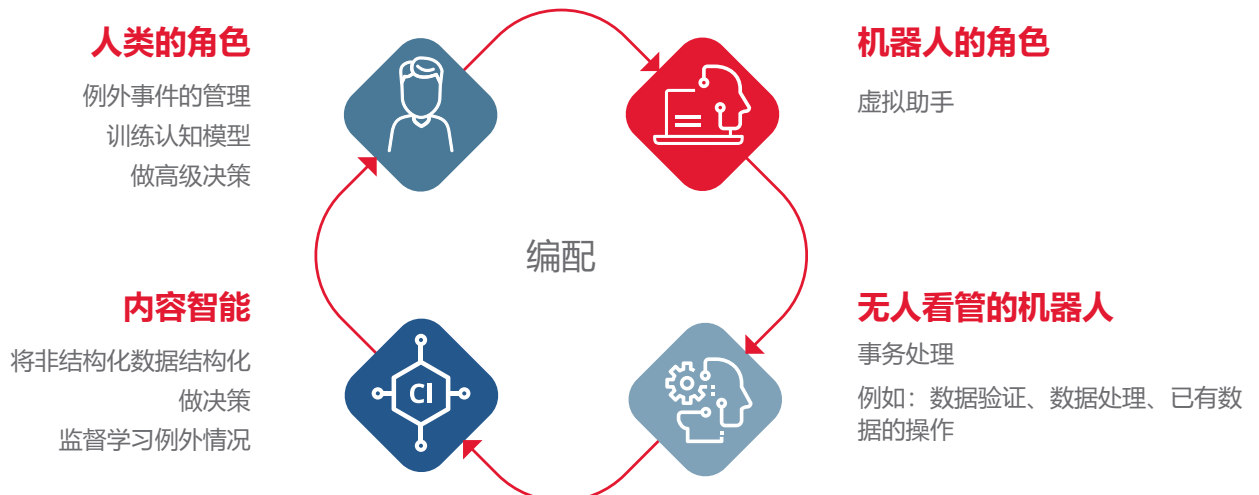 人类的角色
例外事件的管理
训练认知模型
做高级决策
机器人的角色
虚拟助手
编配
内容智能
将非结构化数据结构化
做决策
监督学习例外情况
CI
无人看管的机器人
事务处理
例如：数据验证、数据处理、已有数
据的操作